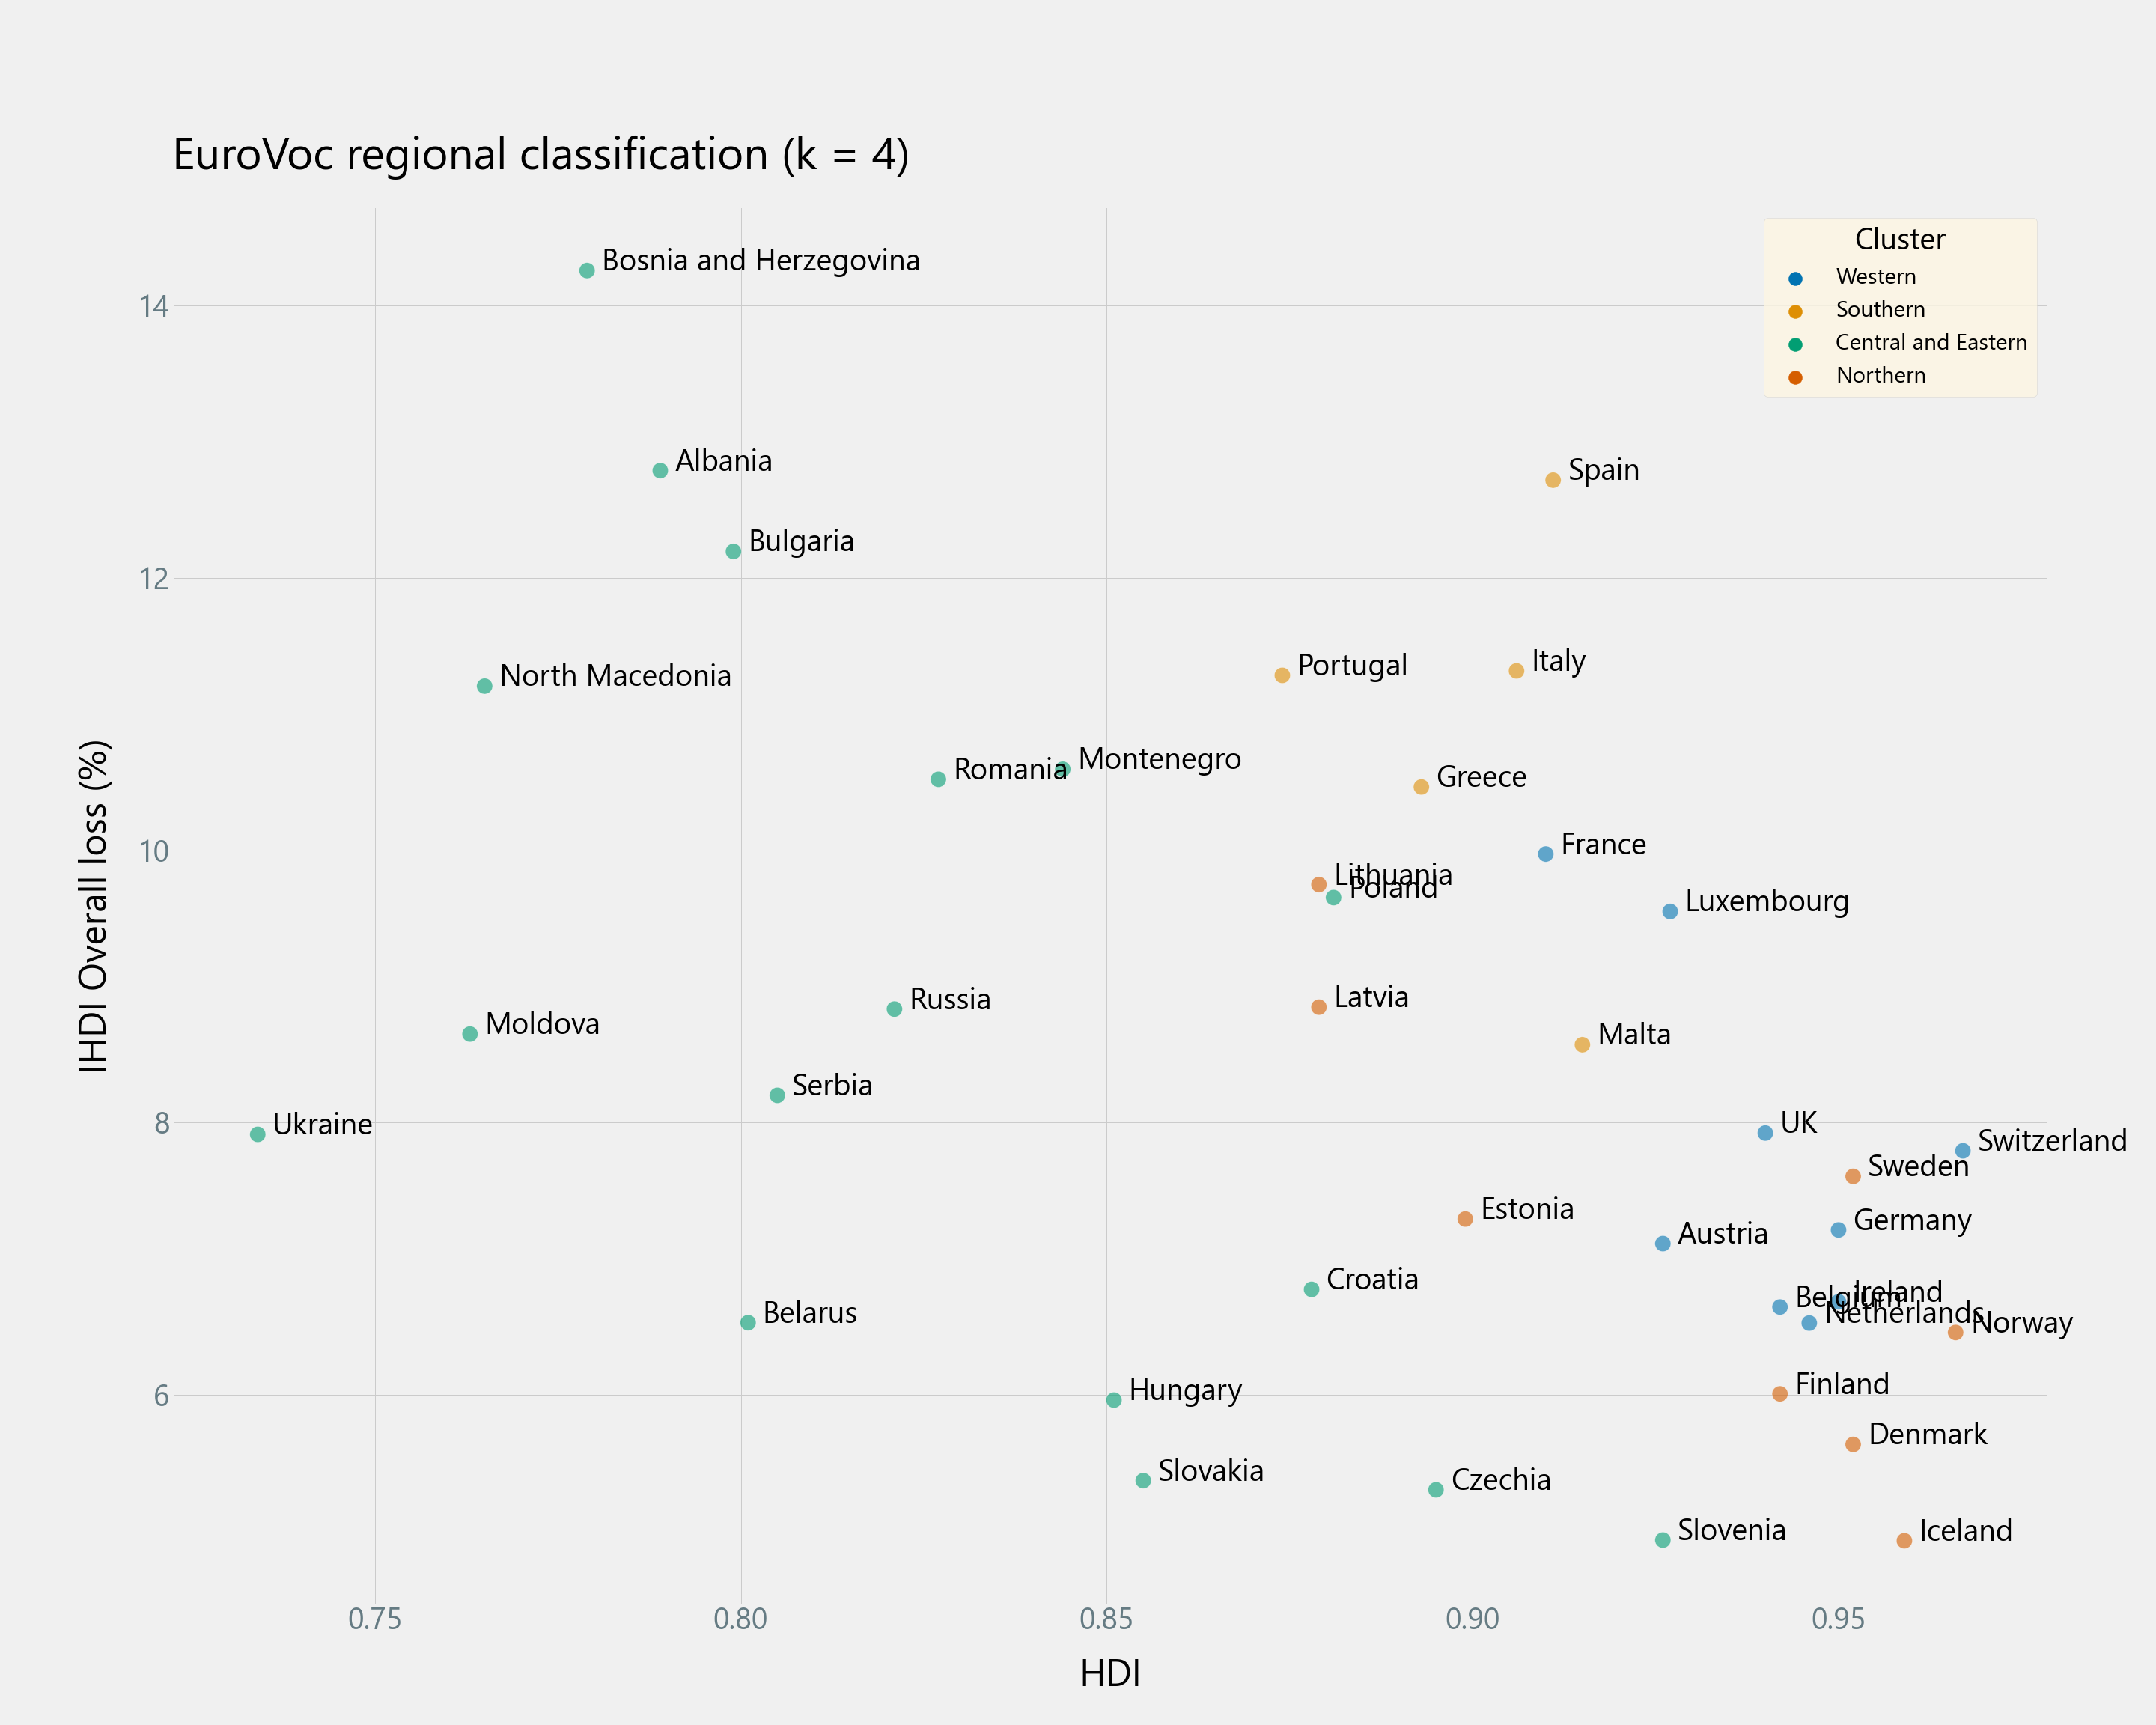 EuroVoc regional classification (k = 4)
Cluster
Western
Southern
Central and Eastern
Northern
Bosnia and Herzegovina
14
Albania
Spain
Bulgaria
12
Italy
Portugal
North Macedonia
Montenegro
Romania
Greece
10
France
Lithuania
Poland
Luxembourg
Latvia
Russia
Moldova
Malta
Serbia
8
Ukraine
UK
Switzerland
Sweden
Estonia
Germany
Austria
Croatia
Ireland
Belgium
Netherlands
Belarus
Norway
6
Finland
Hungary
Denmark
Slovakia
Czechia
Slovenia
Iceland
IHDI Overall loss (%)
0.75
0.80
0.85
0.90
0.95
HDI